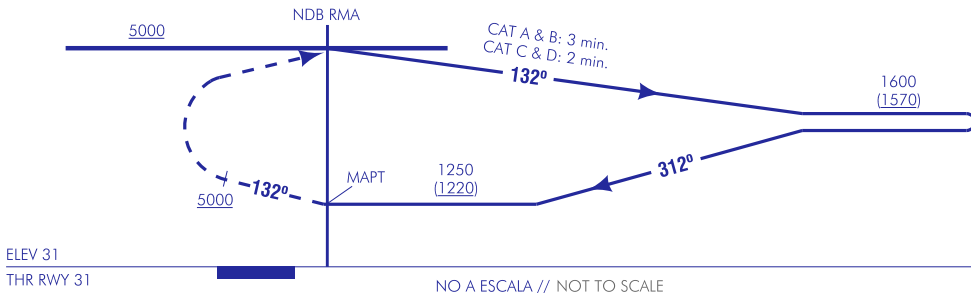 NDB RMA
5000
CAT A & B: 3 min.
CAT C & D: 2 min.
132º
1600
(1570)
312º
1250
(1220)
MAPT
132º
5000
ELEV 31
THR RWY 31
NO A ESCALA // NOT TO SCALE